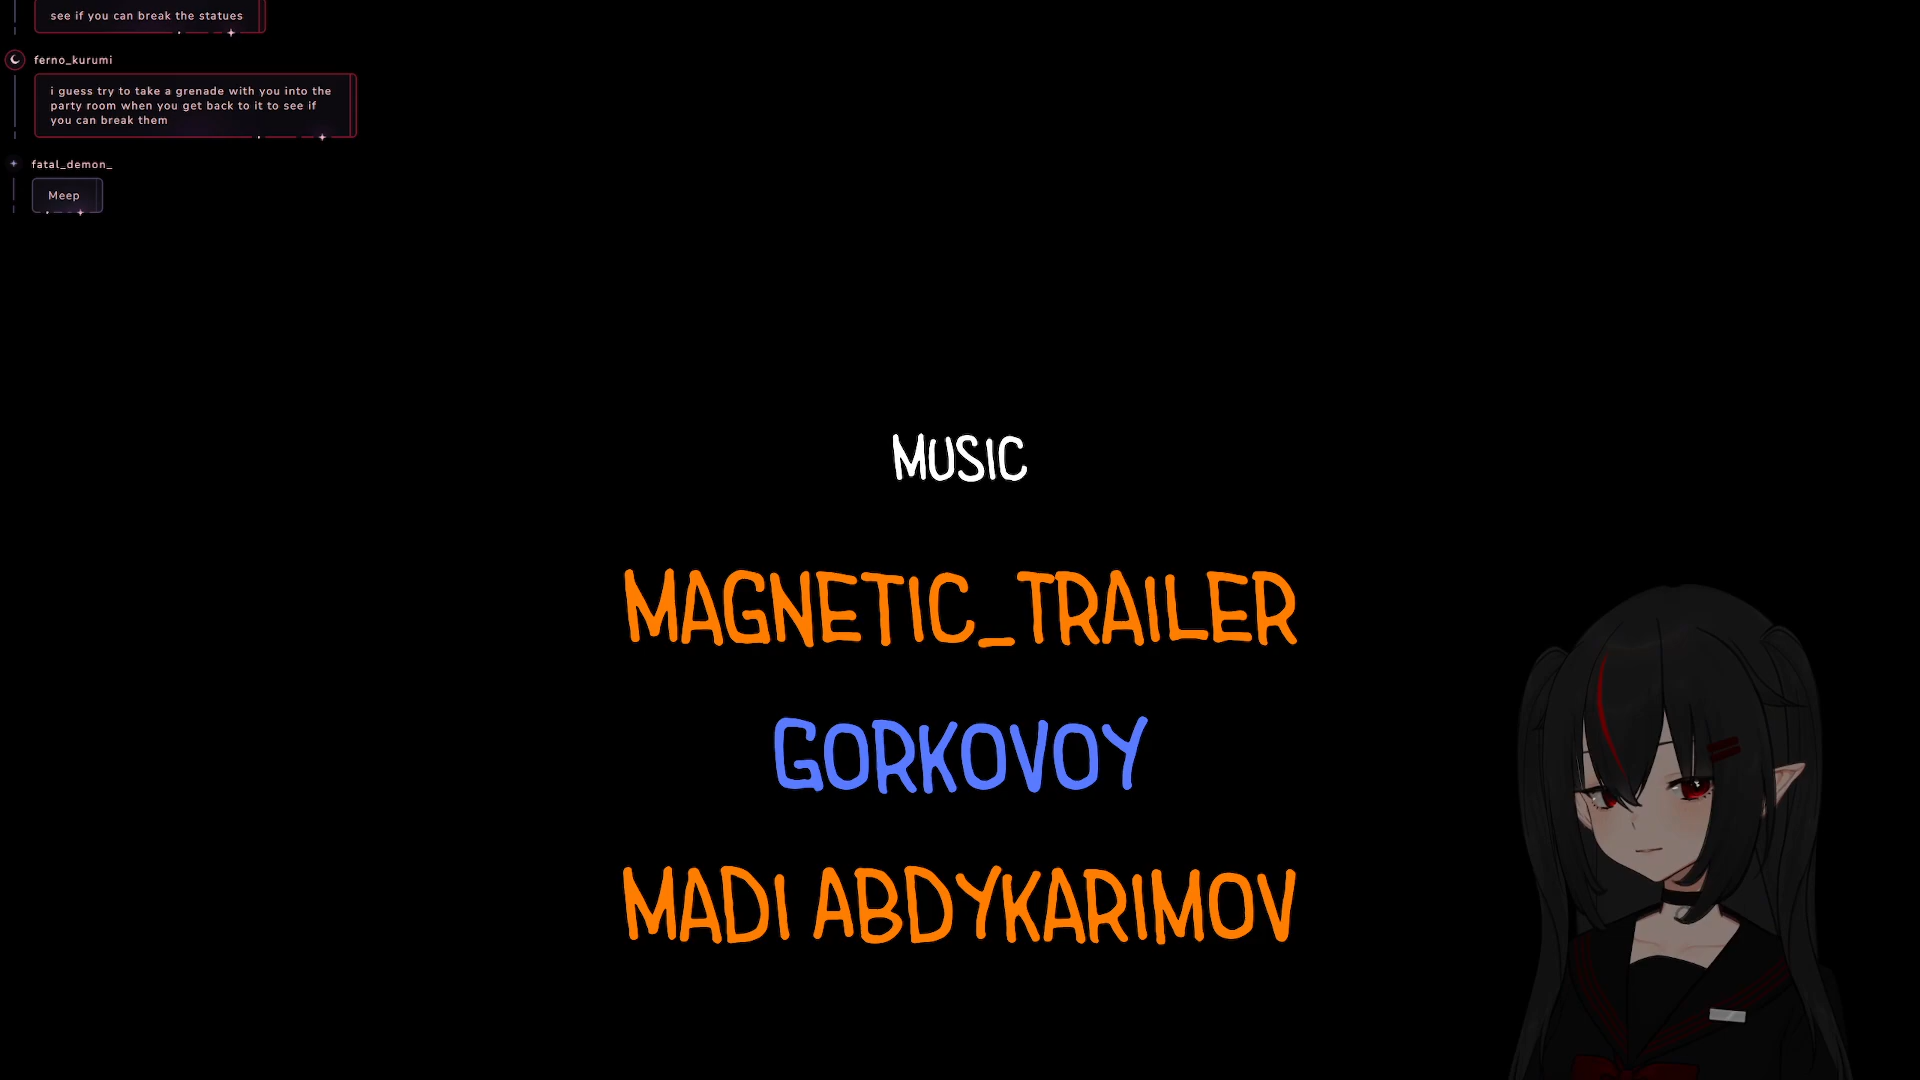 see if you can break the statues
ferno_kurumi
i guess try to take a grenade with you into the
party room when you get back to it to see if
you can break them
fatal_demon_
Meep
MUSIC
MAGNETIC_TRAILER
GORKOVOY
MADI ABDYKARIMOV